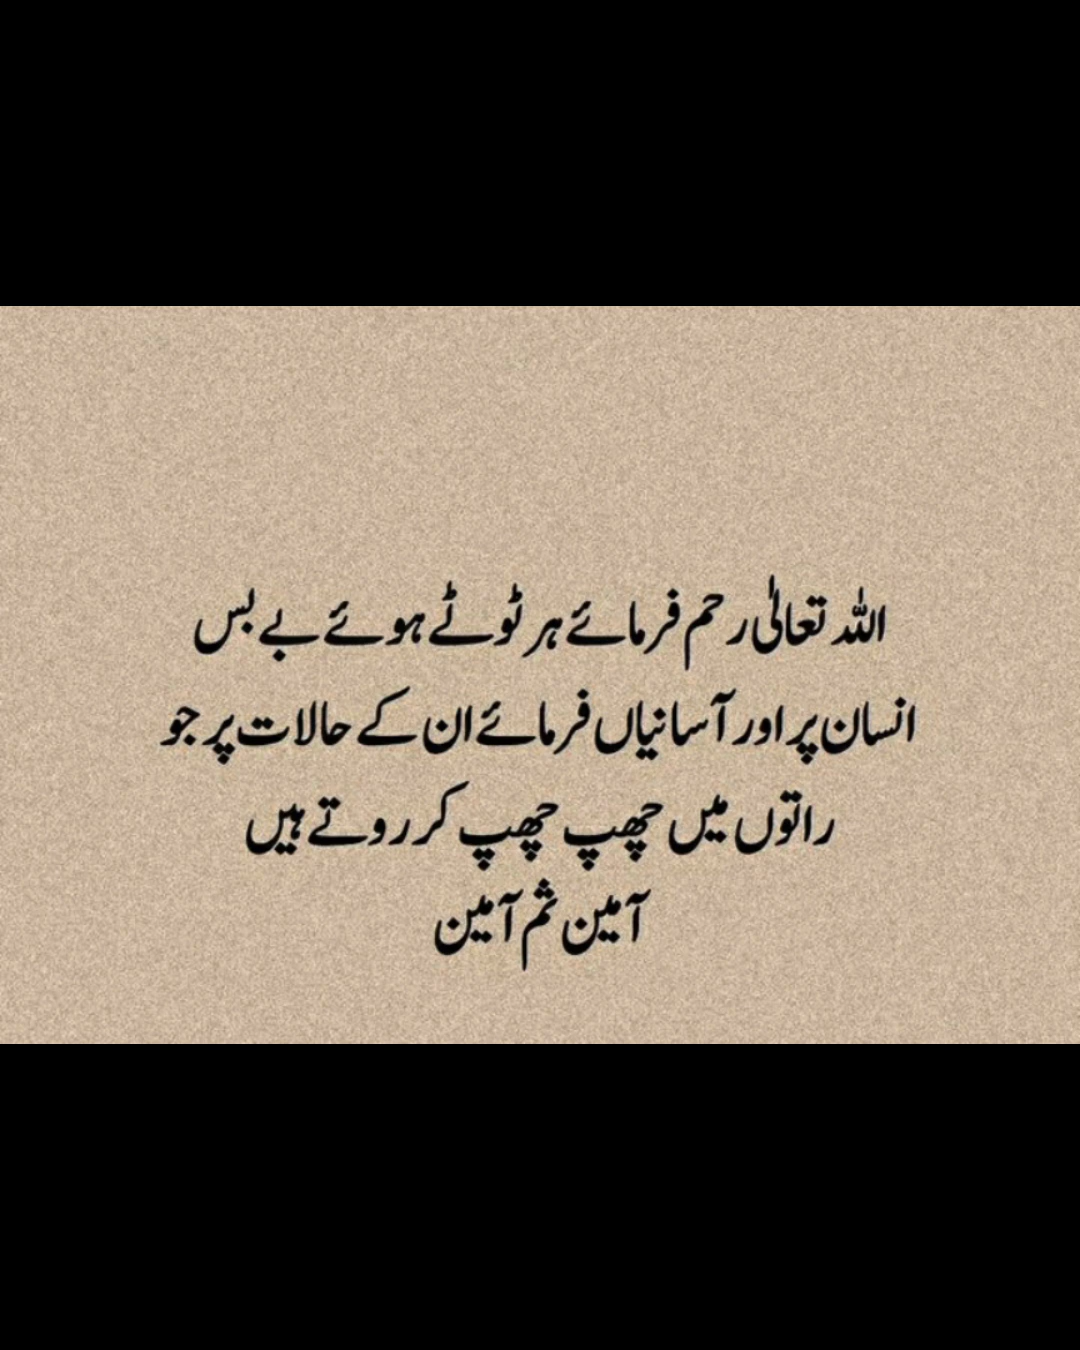 اللہ تعالٰی رحم فرمائے ہر ٹوٹے ہوئے بے بس
انسان پر اور آسانیاں فرمائے ان کے حالات پر جو
راتوں میں چھپ چھپ کر روتے ہیں
آمین ثم آمین